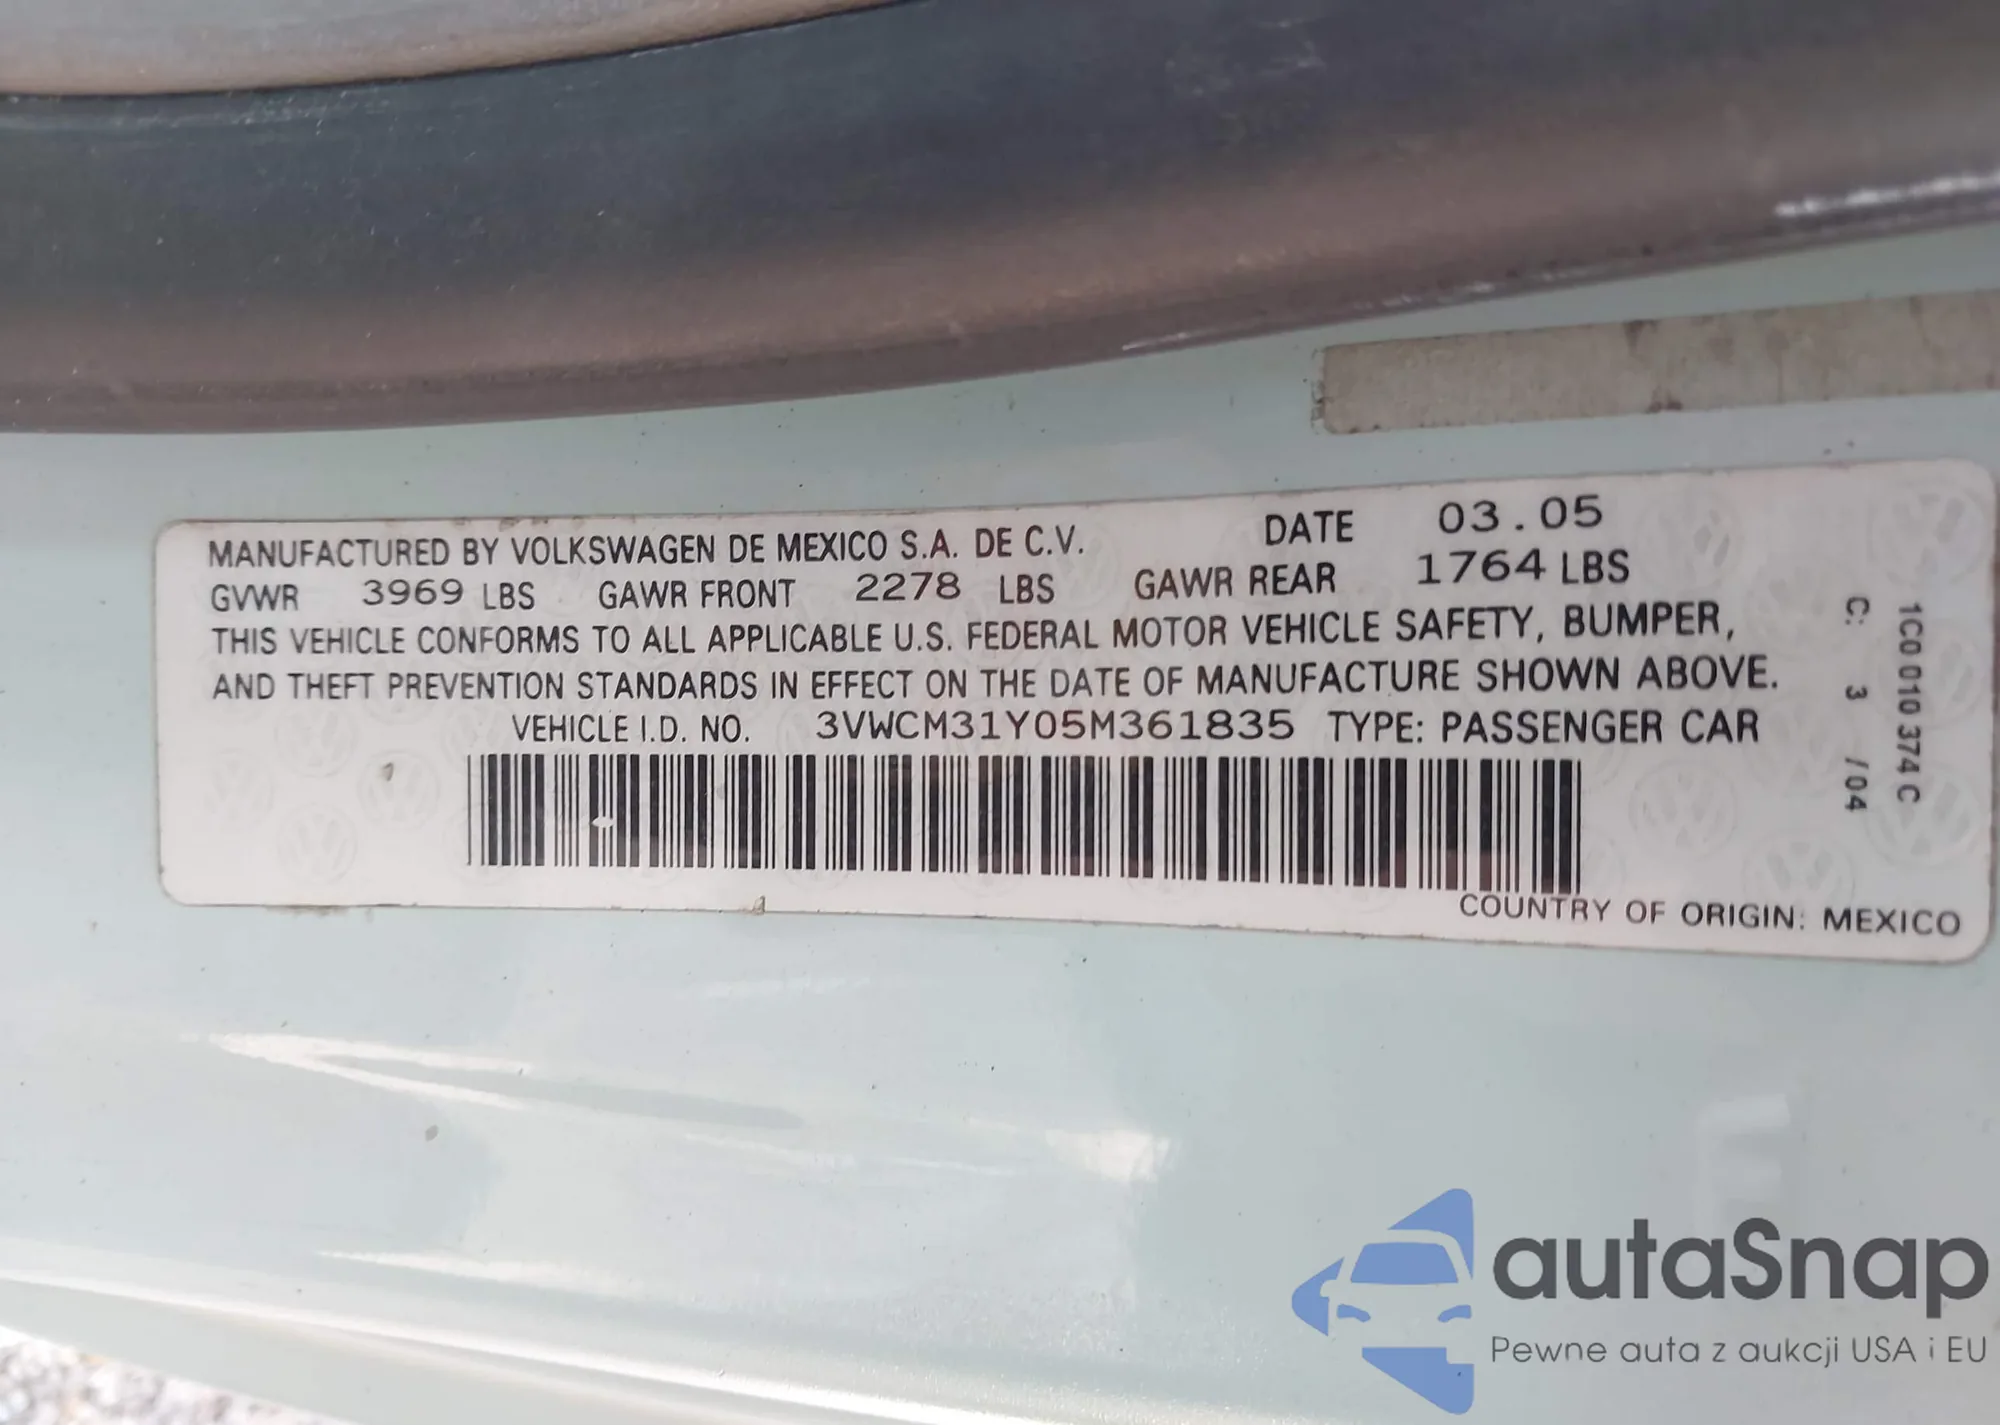 MANUFACTURED BY VOLKSWAGEN DE MEXICO S.A. DE C.V. DATE 03.05
GVWR 3969 LBS GAWR FRONT 2278 LBS GAWR REAR 1764 LBS
THIS VEHICLE CONFORMS TO ALL APPLICABLE U.S. FEDERAL MOTOR VEHICLE SAFETY, BUMPER,
AND THEFT PREVENTION STANDARDS IN EFFECT ON THE DATE OF MANUFACTURE SHOWN ABOVE.
VEHICLE I.D. NO. 3VWCM31Y05M361835 TYPE: PASSENGER CAR
COUNTRY OF ORIGIN: MEXICO
1C0 010 374 C
C: 3 /04
autaSnap
Pewne auta z aukcji USA i EU